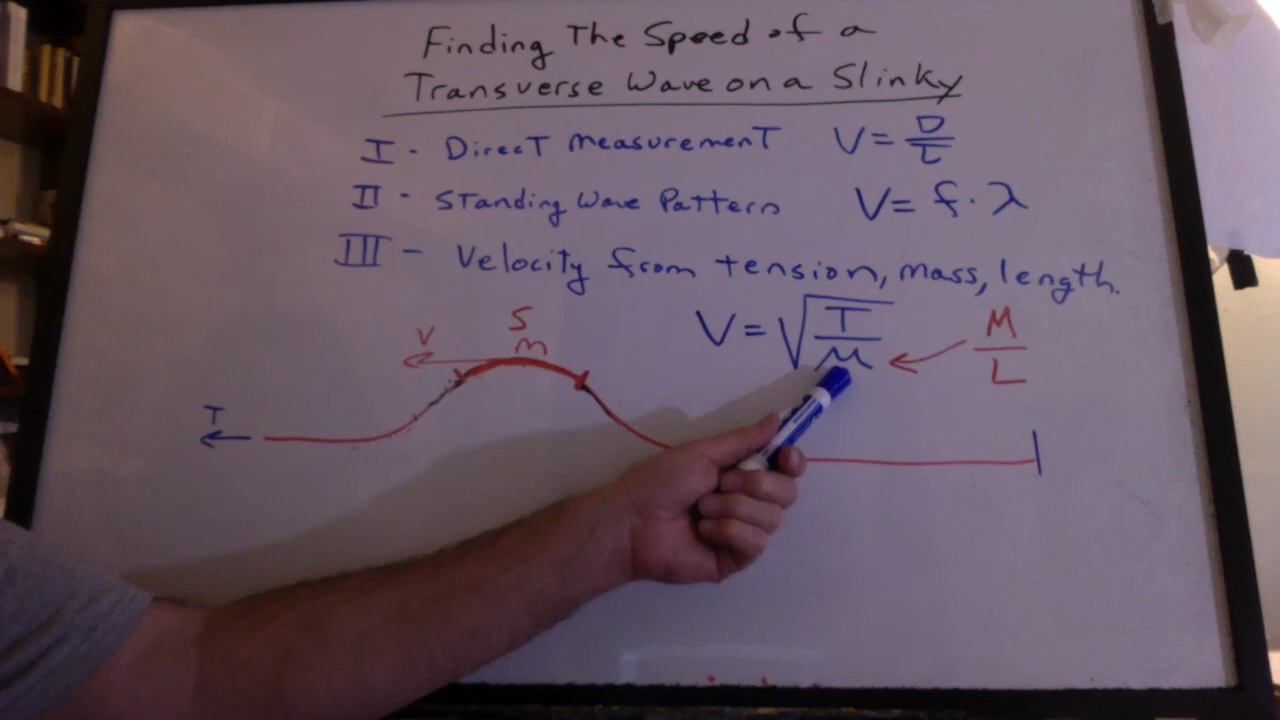 Finding The Speed of a
Transverse Wave on a Slinky
I - Direct Measurement V = D/t
II - Standing Wave Pattern V = f · λ
III - Velocity from tension, mass, length.
V = √(T/μ) ← M/L
S
m
V
T